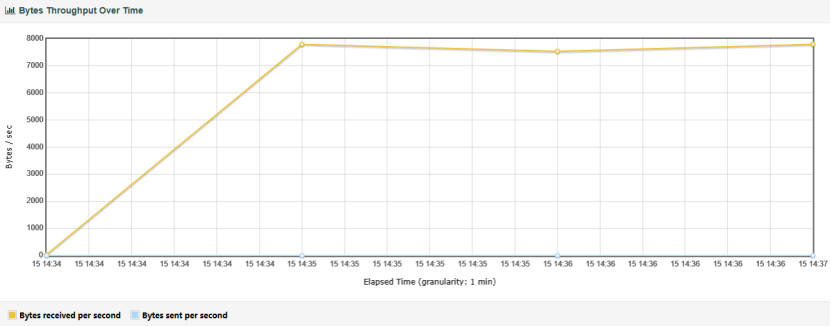 Bytes Throughput Over Time
8000
7000
6000
5000
4000
3000
2000
1000
0
Bytes / sec
15 14:34 15 14:34 15 14:34 15 14:34 15 14:34 15 14:34 15 14:35 15 14:35 15 14:35 15 14:35 15 14:35 15 14:35 15 14:36 15 14:36 15 14:36 15 14:36 15 14:36 15 14:36 15 14:37
Elapsed Time (granularity: 1 min)
Bytes received per second Bytes sent per second